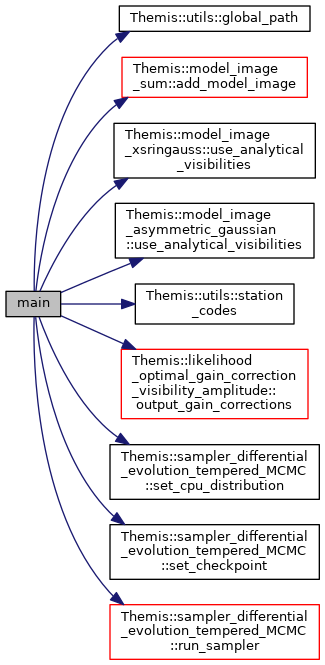 Themis::utils::global_path
Themis::model_image
_sum::add_model_image
Themis::model_image
_xsringauss::use_analytical
_visibilities
Themis::model_image
_asymmetric_gaussian
::use_analytical_visibilities
main
Themis::utils::station
_codes
Themis::likelihood
_optimal_gain_correction
_visibility_amplitude::
output_gain_corrections
Themis::sampler_differential
_evolution_tempered_MCMC
::set_cpu_distribution
Themis::sampler_differential
_evolution_tempered_MCMC
::set_checkpoint
Themis::sampler_differential
_evolution_tempered_MCMC
::run_sampler